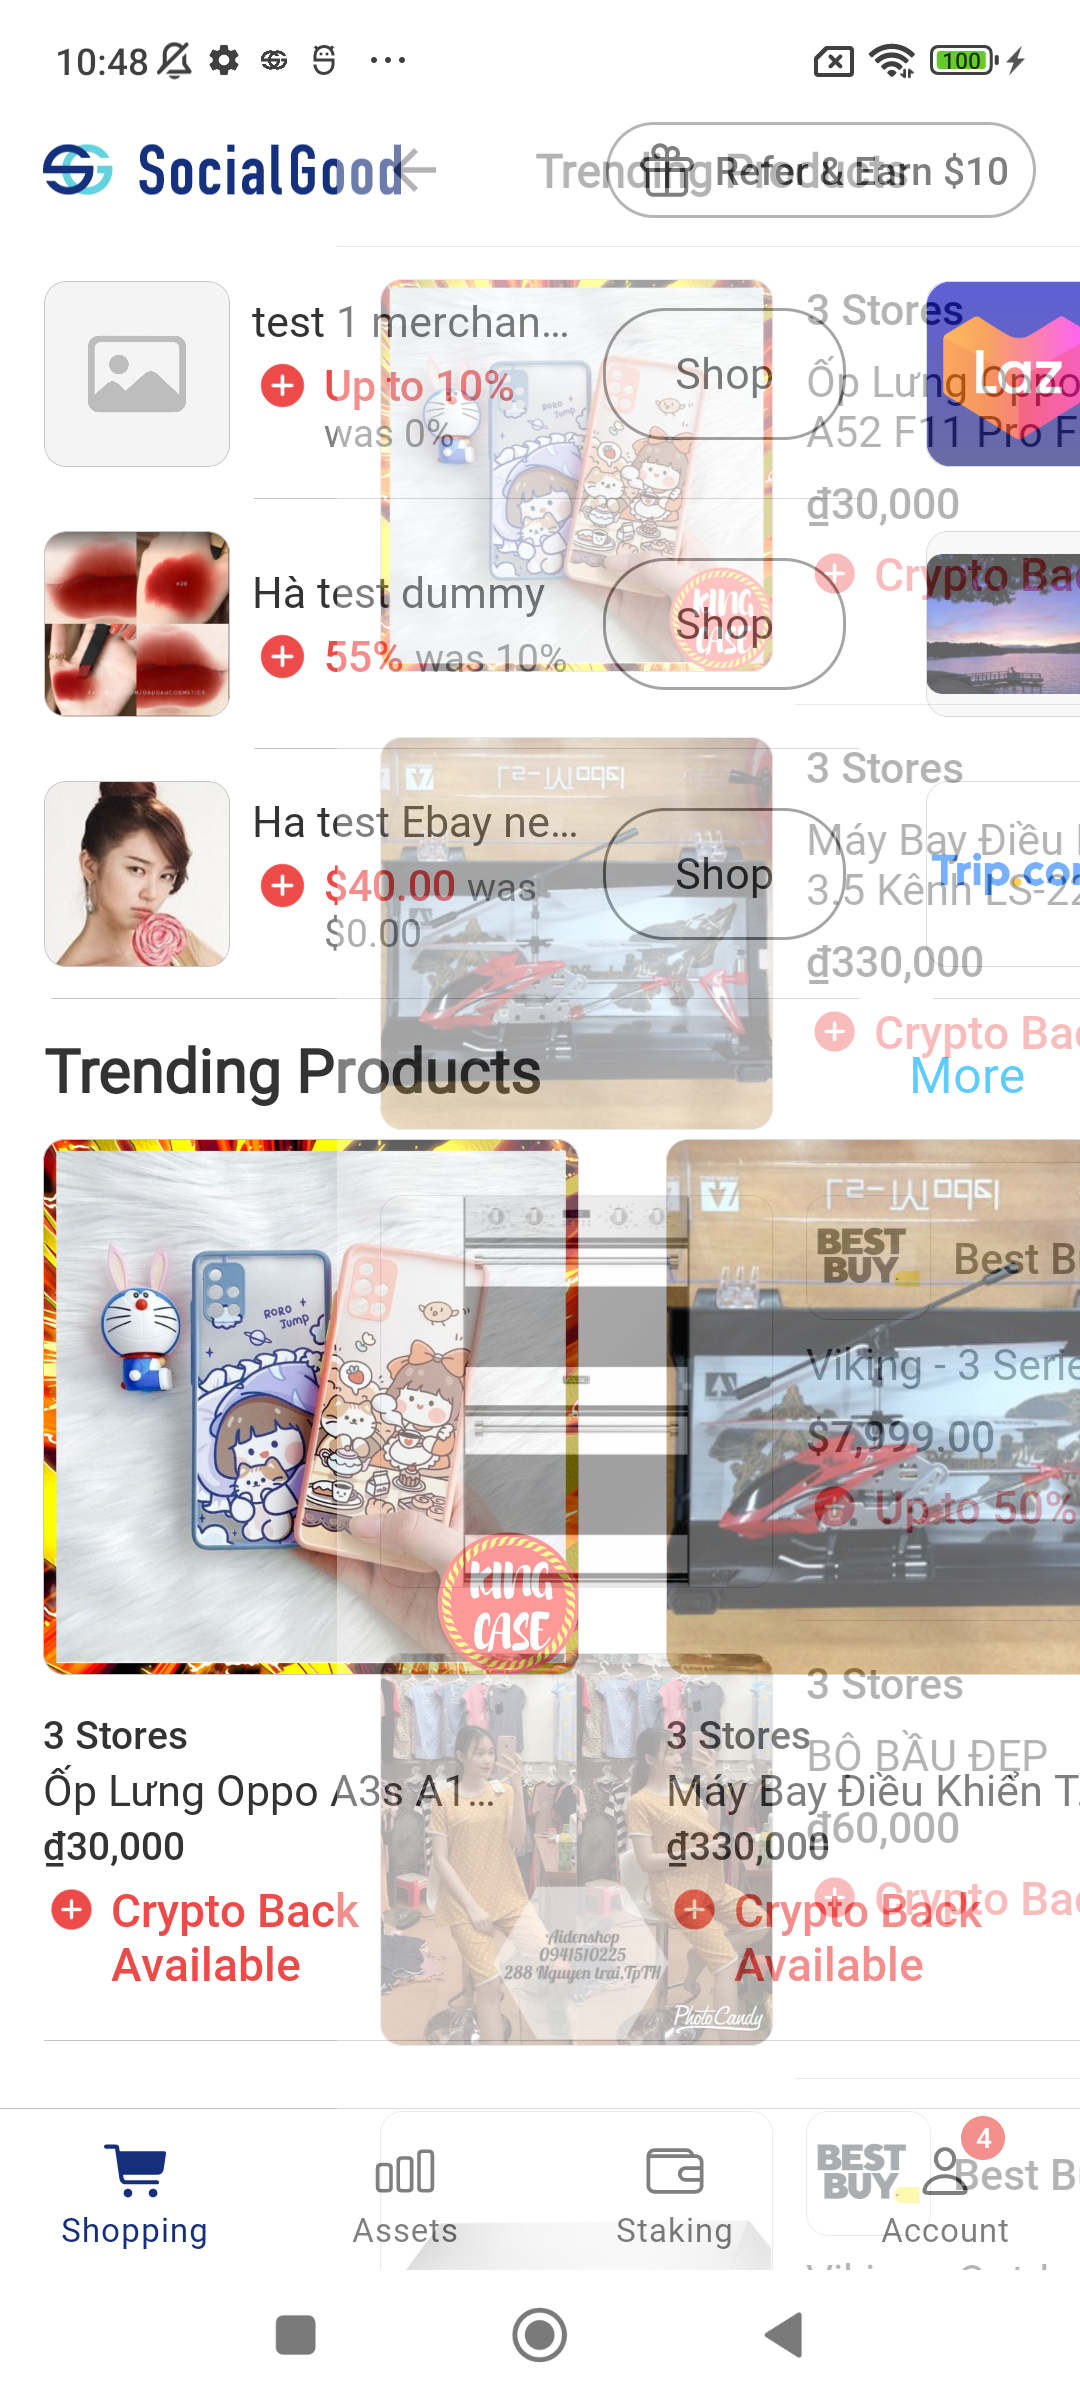 10:48
100
SocialGood
Trending Products
Refer & Earn $10
test 1 merchan...
Up to 10%
was 0%
Shop
3 Stores
Ốp Lưng Oppo
A52 F11 Pro F
₫30,000
Crypto Bac
Laz
Hà test dummy
55% was 10%
Shop
KING
CASE
Ha test Ebay ne...
$40.00 was
$0.00
Shop
3 Stores
Máy Bay Điều
3.5 Kênh LS-22
₫330,000
Crypto Bac
Trip.com
Trending Products
More
RORO
Jump
KING
CASE
BEST
BUY
Best B
Viking - 3 Serie
$7,999.00
Up to 50%
3 Stores
Ốp Lưng Oppo A3s A1...
₫30,000
Crypto Back
Available
3 Stores
Máy Bay Điều Khiển T.
₫330,000
Crypto Back
Available
3 Stores
BỘ BẦU ĐẸP
₫60,000
Crypto Bac
Aidenshop
0941510225
288 Nguyen trai,TpTH
PhotoCandy
BEST
BUY
Best B
4
Shopping
Assets
Staking
Account